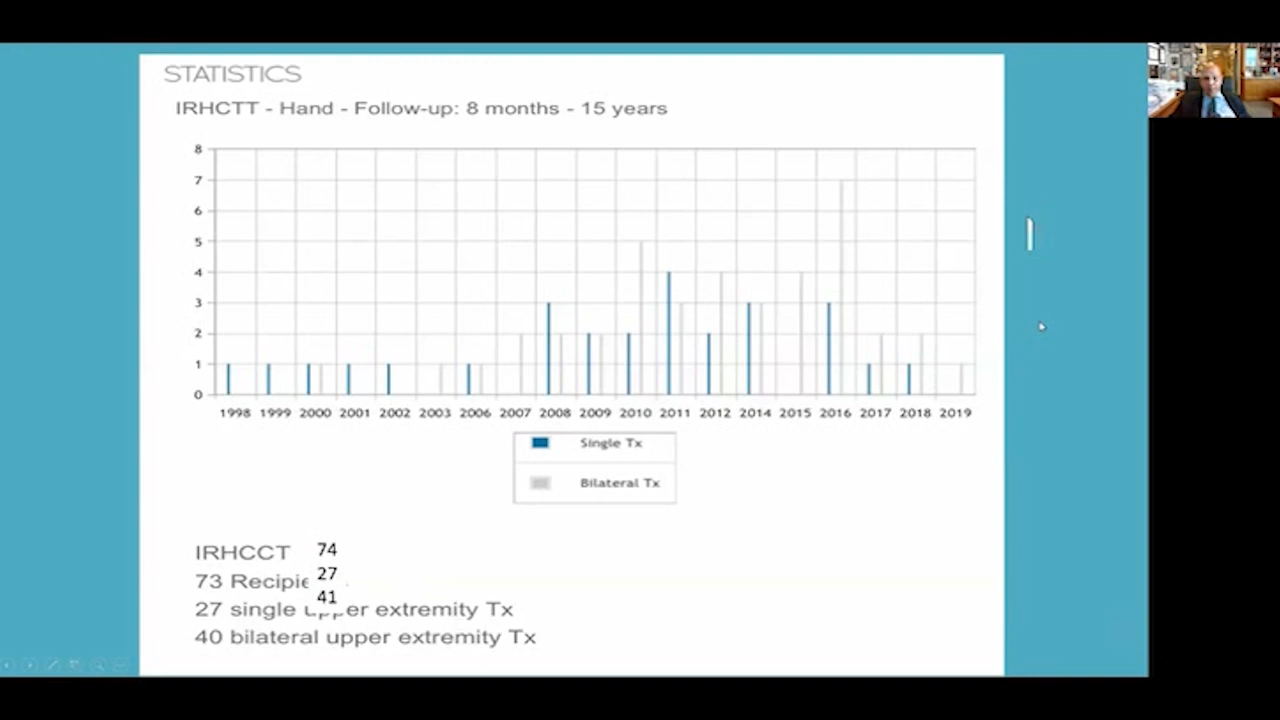 STATISTICS
IRHCTT - Hand - Follow-up: 8 months - 15 years
8
7
6
5
4
3
2
1
0
1998 1999 2000 2001 2002 2003 2006 2007 2008 2009 2010 2011 2012 2014 2015 2016 2017 2018 2019
Single Tx
Bilateral Tx
IRHCCT 74
73 27
41
27 single extremity Tx
40 bilateral upper extremity Tx